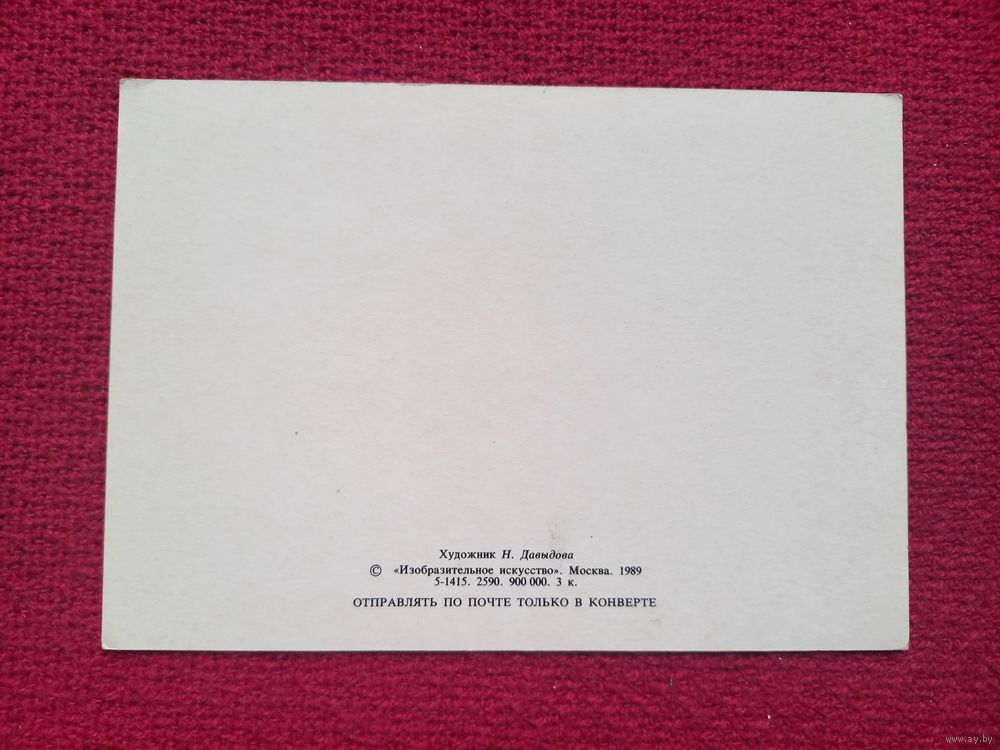 Художник Н. Давыдова
© «Изобразительное искусство». Москва. 1989
5-1415. 2590. 900 000. 3 к.
ОТПРАВЛЯТЬ ПО ПОЧТЕ ТОЛЬКО В КОНВЕРТЕ
www.ay.by